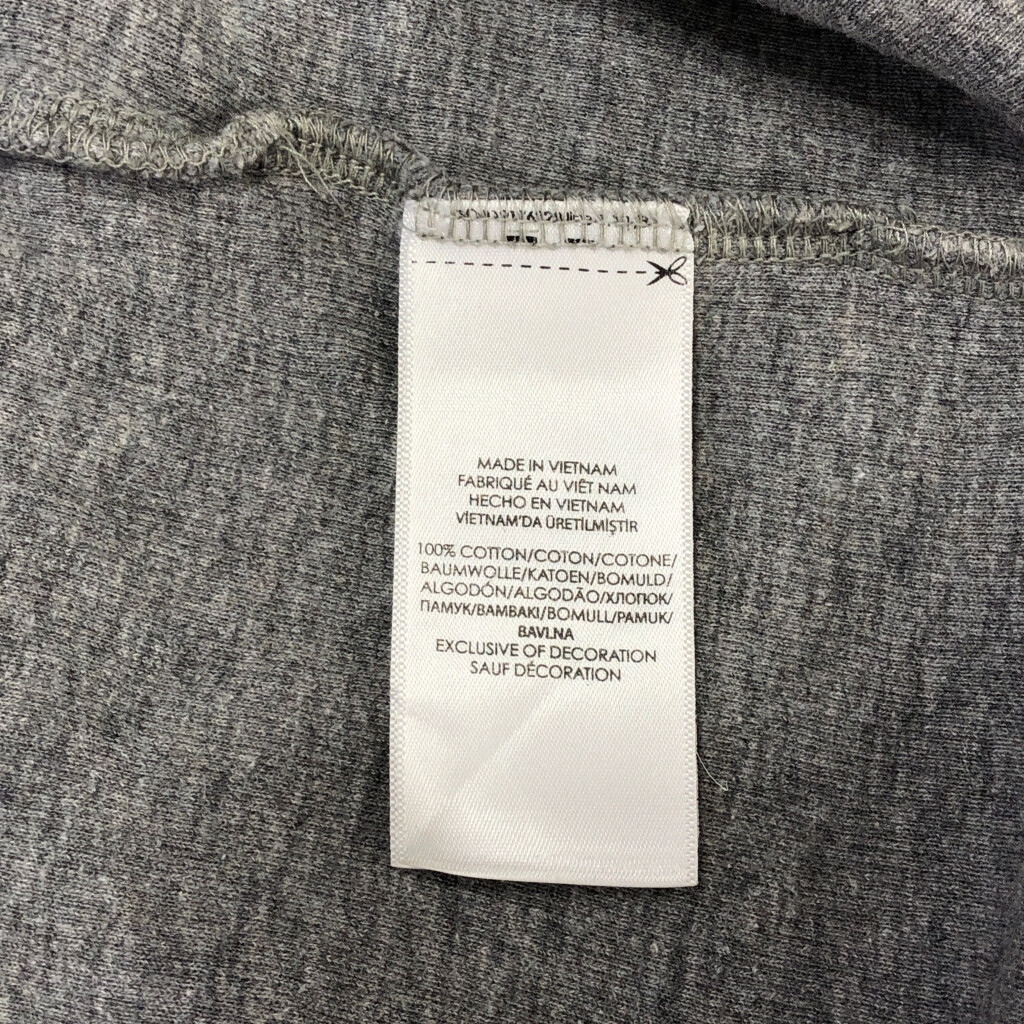 MADE IN VIETNAM
FABRIQUÉ AU VIÊT NAM
HECHO EN VIETNAM
VİETNAM'DA ÜRETİLMİŞTİR
100% COTTON/COTON/COTONE/
BAUMWOLLE/KATOEN/BOMULD/
ALGODÓN/ALGODÃO/ХЛОПОК/
ПАМУК/ΒΑΜΒΑΚΙ/BOMULL/PAMUK/
BAVLNA
EXCLUSIVE OF DECORATION
SAUF DÉCORATION